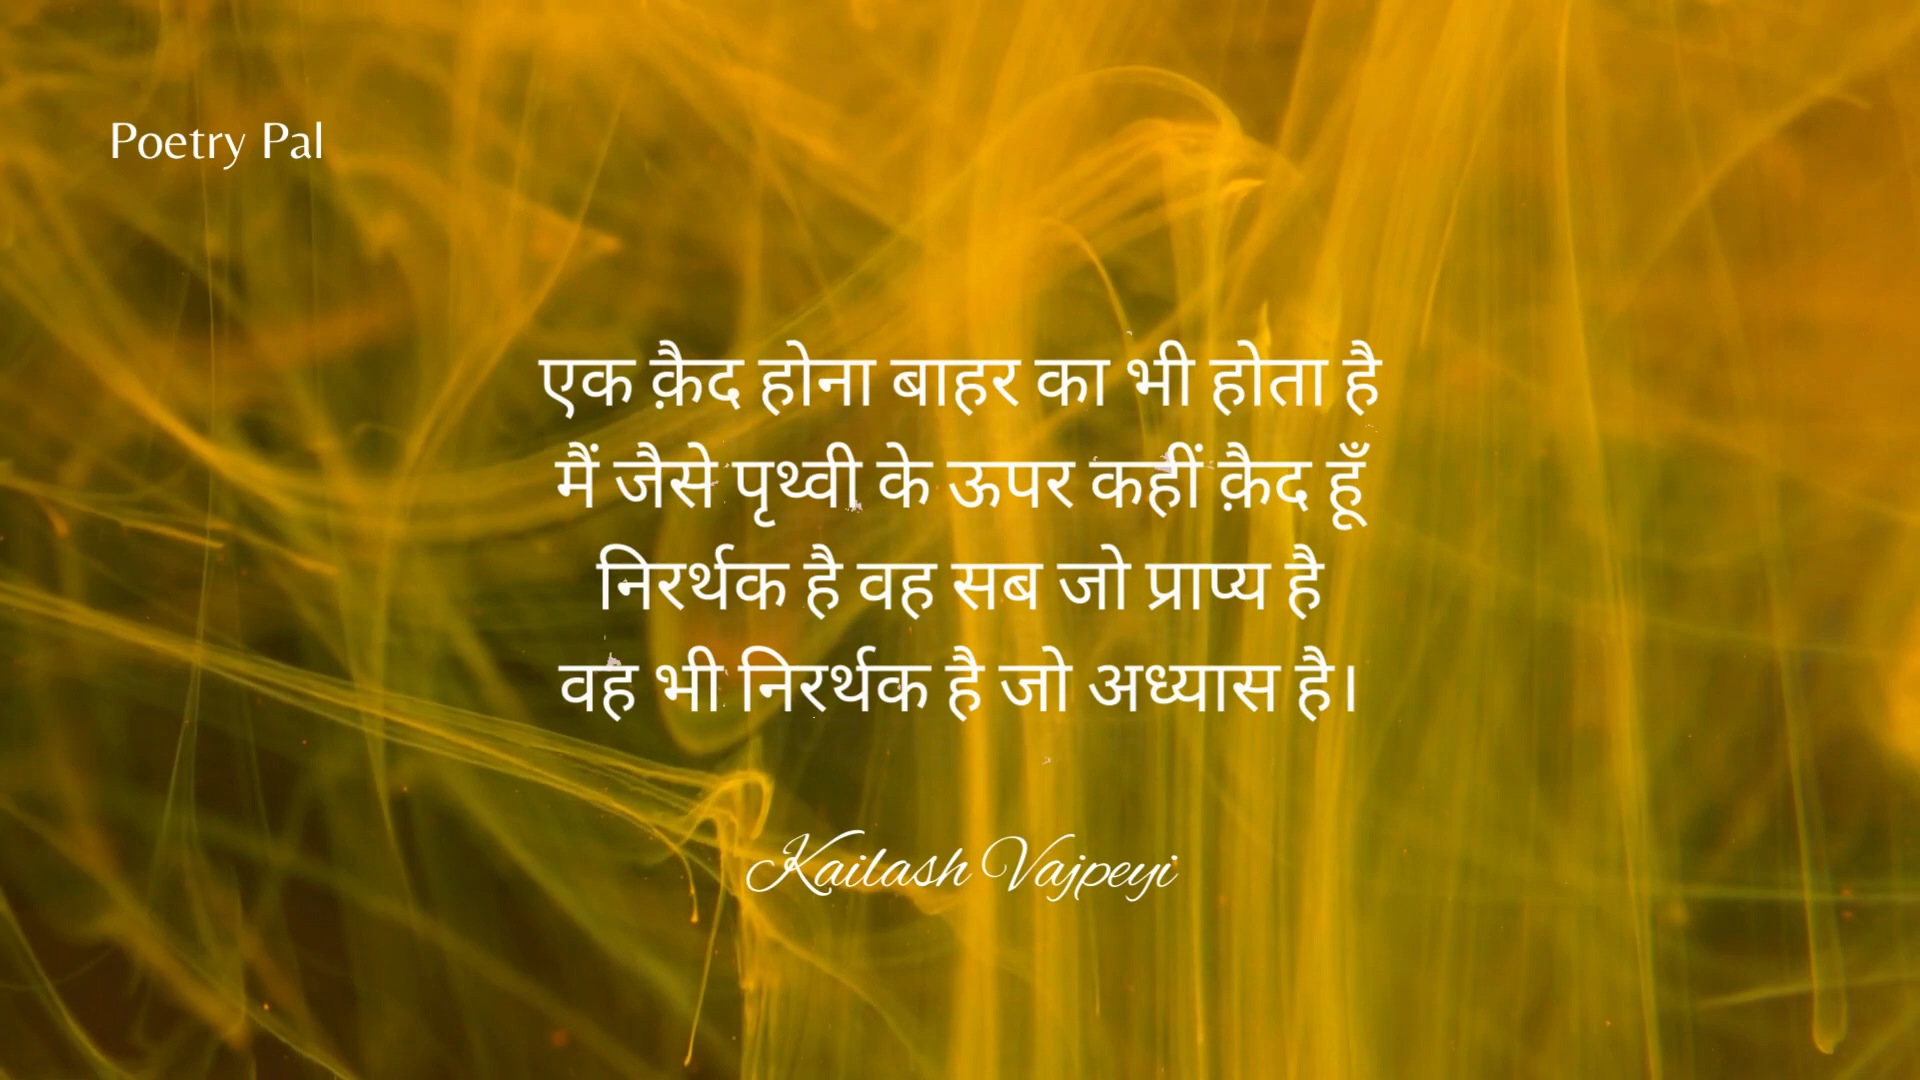 Poetry Pal
एक क़ैद होना बाहर का भी होता है
मैं जैसे पृथ्वी के ऊपर कहीं क़ैद हूँ
निरर्थक है वह सब जो प्राप्य है
वह भी निरर्थक है जो अध्यास है।
Kailash Vajpeyi